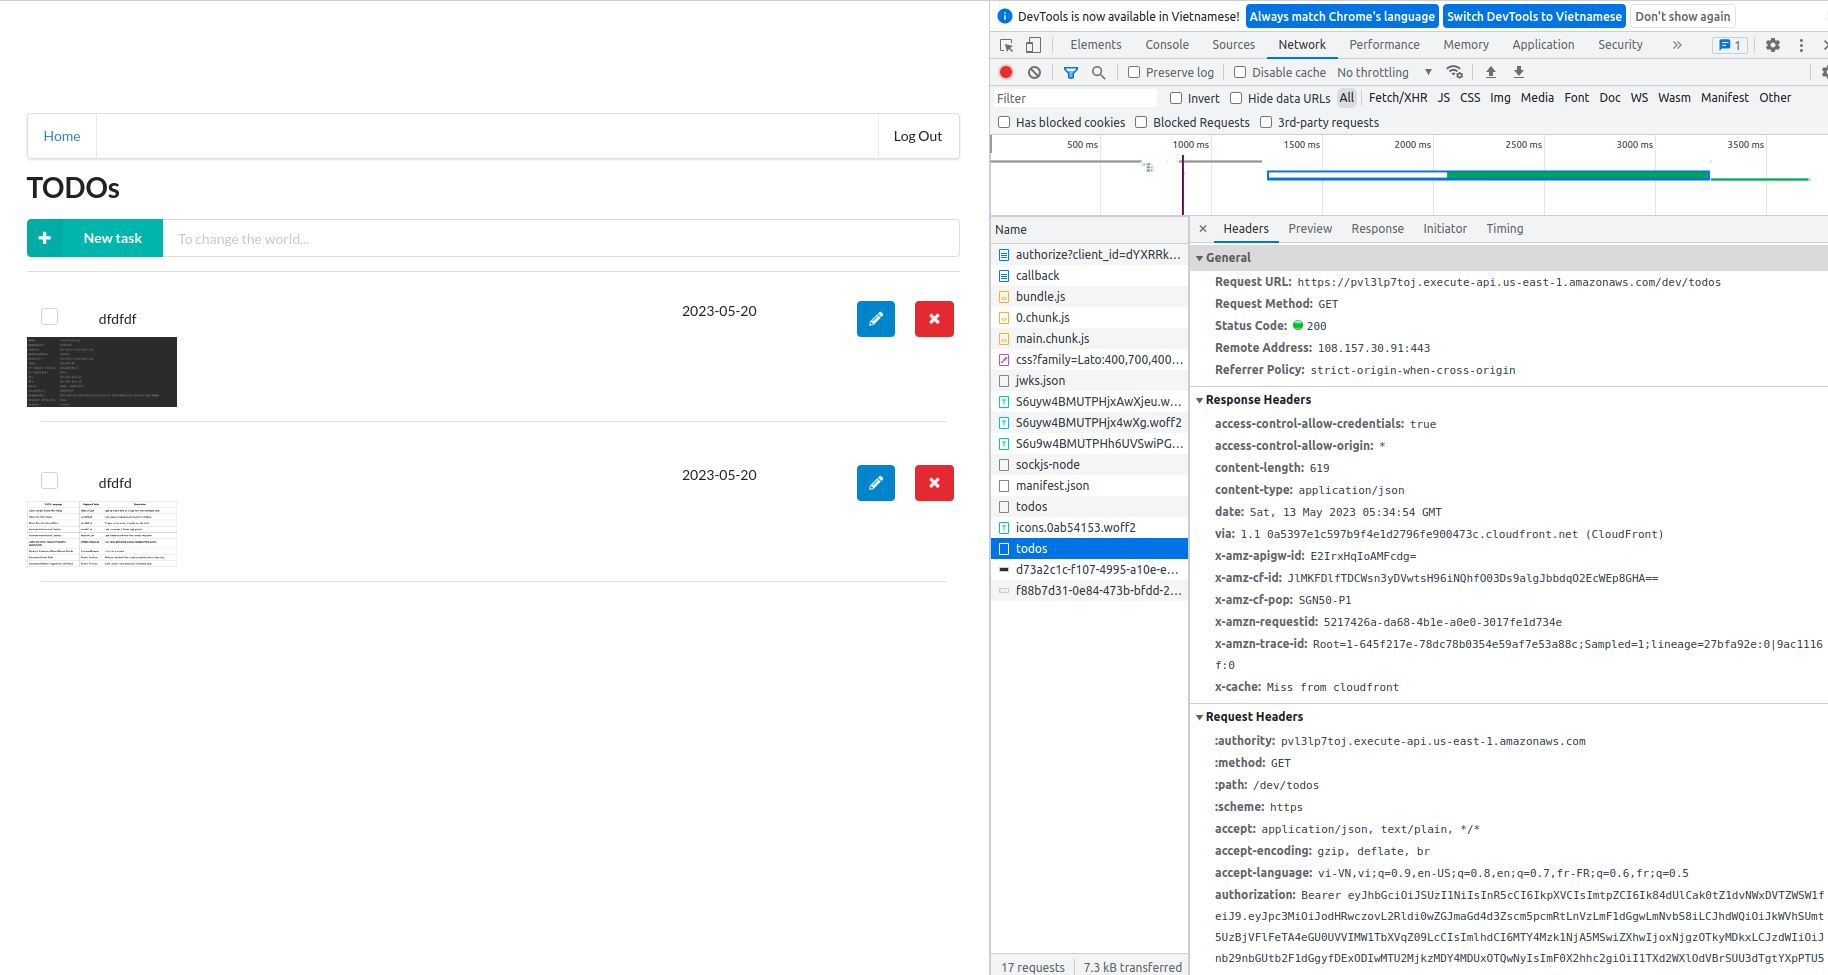 Home
Log Out
TODOs
New task
To change the world...
dfdfdf
2023-05-20
dfdfd
2023-05-20
DevTools is now available in Vietnamese!
Always match Chrome's language
Switch DevTools to Vietnamese
Don't show again
Elements
Console
Sources
Network
Performance
Memory
Application
Security
»
1
Preserve log
Disable cache
No throttling
Filter
Invert
Hide data URLs
All
Fetch/XHR
JS
CSS
Img
Media
Font
Doc
WS
Wasm
Manifest
Other
Has blocked cookies
Blocked Requests
3rd-party requests
500 ms
1000 ms
1500 ms
2000 ms
2500 ms
3000 ms
3500 ms
Name
authorize?client_id=dYXRRk...
callback
bundle.js
0.chunk.js
main.chunk.js
css?family=Lato:400,700,400...
jwks.json
S6uyw4BMUTPHjxAwXjeu.w...
S6uyw4BMUTPHjx4wXg.woff2
S6u9w4BMUTPHh6UVSwiPG...
sockjs-node
manifest.json
todos
icons.0ab54153.woff2
todos
d73a2c1c-f107-4995-a10e-e...
f88b7d31-0e84-473b-bfdd-2...
17 requests
7.3 kB transferred
Headers
Preview
Response
Initiator
Timing
General
Request URL: https://pvl3lp7toj.execute-api.us-east-1.amazonaws.com/dev/todos
Request Method: GET
Status Code: 200
Remote Address: 108.157.30.91:443
Referrer Policy: strict-origin-when-cross-origin
Response Headers
access-control-allow-credentials: true
access-control-allow-origin: *
content-length: 619
content-type: application/json
date: Sat, 13 May 2023 05:34:54 GMT
via: 1.1 0a5397e1c597b9f4e1d2796fe900473c.cloudfront.net (CloudFront)
x-amz-apigw-id: E2IrxHqIoAMFcdg=
x-amz-cf-id: JlMKFDlfTDCWsn3yDVwtsH96iNQhfO03Ds9algJbbdqO2EcWEp8GHA==
x-amz-cf-pop: SGN50-P1
x-amzn-requestid: 5217426a-da68-4b1e-a0e0-3017fe1d734e
x-amzn-trace-id: Root=1-645f217e-78dc78b0354e59af7e53a88c;Sampled=1;lineage=27bfa92e:0|9ac1116
f:0
x-cache: Miss from cloudfront
Request Headers
:authority: pvl3lp7toj.execute-api.us-east-1.amazonaws.com
:method: GET
:path: /dev/todos
:scheme: https
accept: application/json, text/plain, */*
accept-encoding: gzip, deflate, br
accept-language: vi-VN,vi;q=0.9,en-US;q=0.8,en;q=0.7,fr-FR;q=0.6,fr;q=0.5
authorization: Bearer eyJhbGciOiJSUzI1NiIsInR5cCI6IkpXVCIsImtpZCI6Ik84dUlCak0tZ1dvNWxDVTZWSW1f
eiJ9.eyJpc3MiOiJodHRwczovL2Rldi0wZGJmaGd4d3Zscm5pcmRtLnVzLmF1dGgwLmNvbS8iLCJhdWQiOiJkWVhSUmt
5UzBjVFlFeTA4eGU0UVVIMW1TbXVqZ09LcCIsImlhdCI6MTY4Mzk1NjA5MSwiZXhwIjoxNjgzOTkyMDkxLCJzdWIiOiJ
nb29nbGUtb2F1dGgyfDExODIwMTU2MjkzMDY4MDUxOTQwNyIsImF0X2hhc2giOiI1TXd2WXlOdVBrSUU3dTgtYXpPTU5